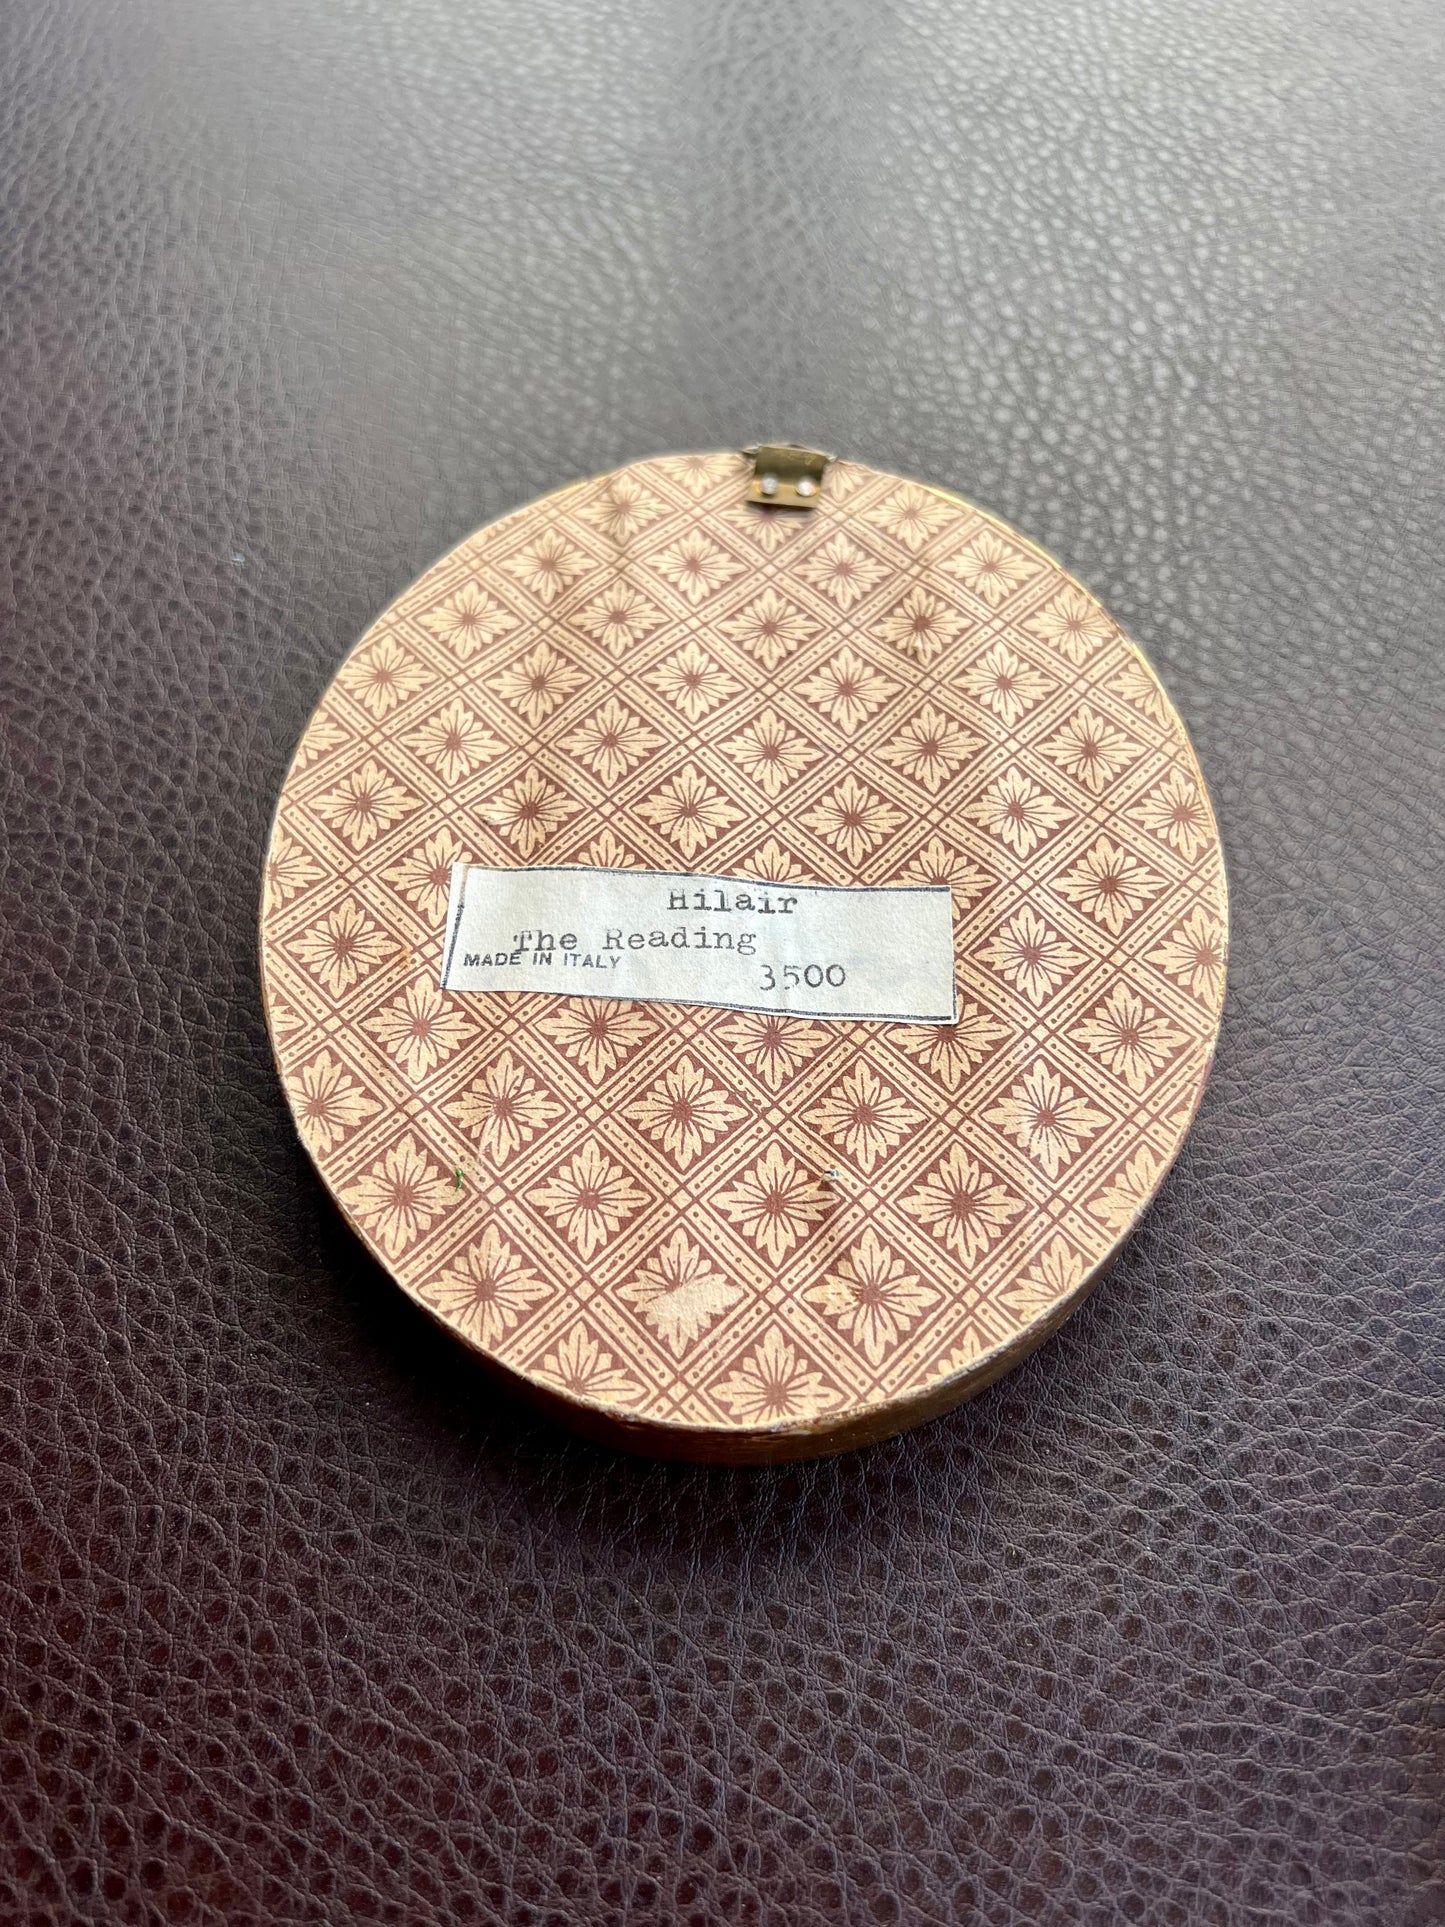 Hilair
The Reading
MADE IN ITALY
3500